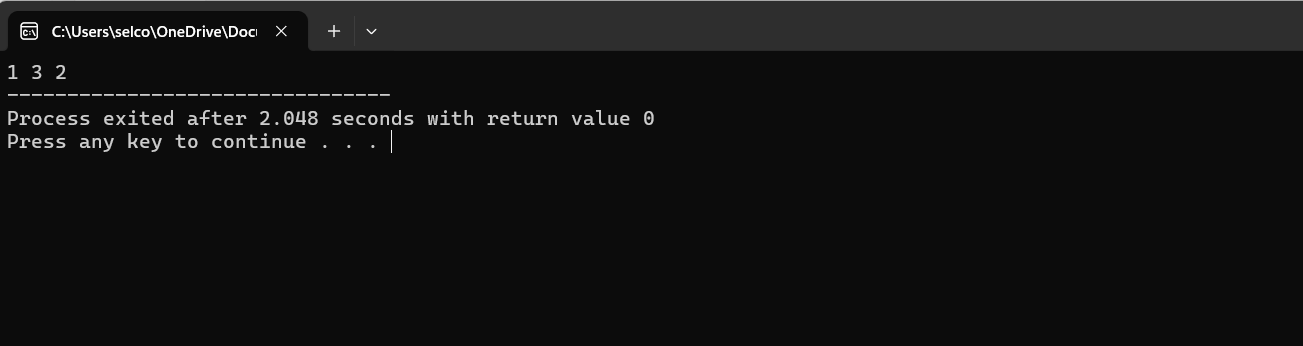 C:\Users\selco\OneDrive\Doc
1 3 2
--------------------------------
Process exited after 2.048 seconds with return value 0
Press any key to continue . . .